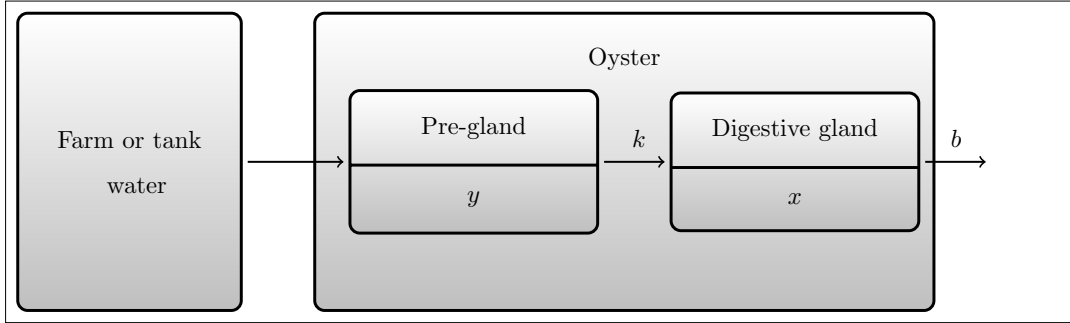 Oyster
Farm or tank
water
Pre-gland
y
k
Digestive gland
x
b